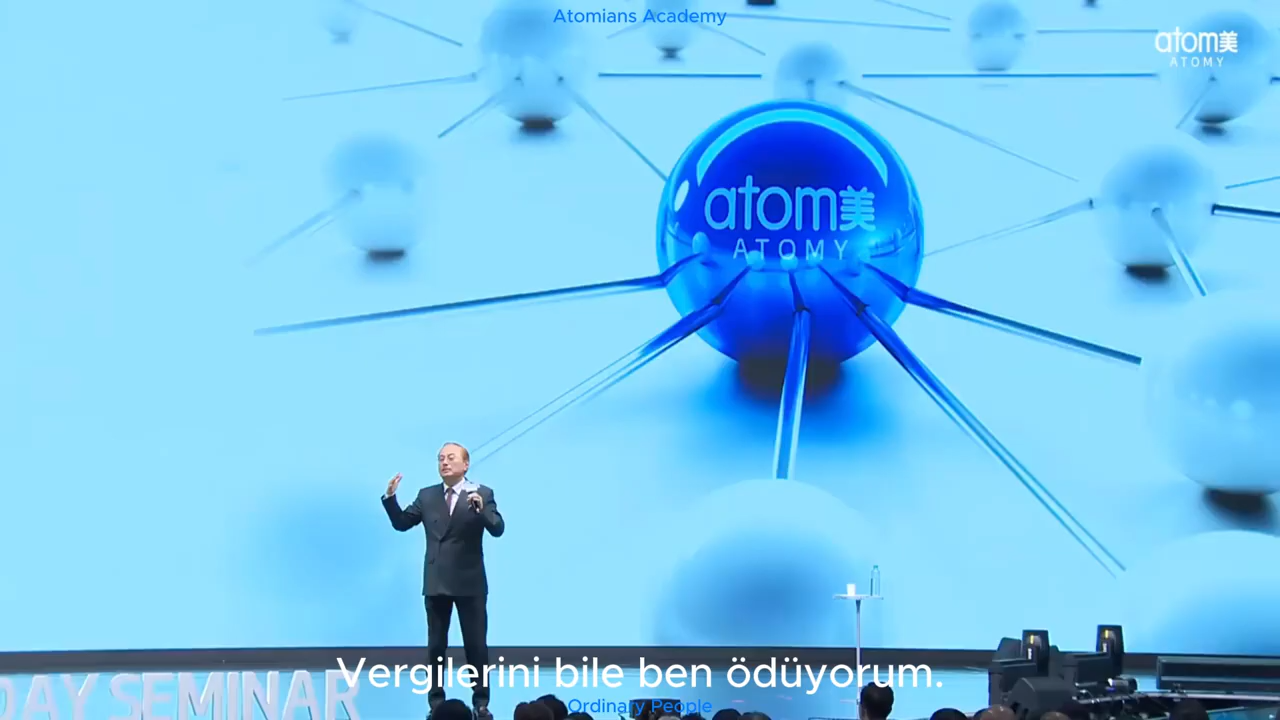 Atomians Academy
atom美
ATOMY
atom美
ATOMY
Vergilerini bile ben ödüyorum.
DAY SEMINAR
Ordinary People